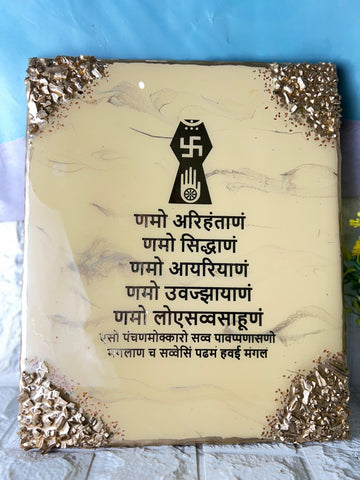 णमो अरिहंताणं
णमो सिद्धाणं
णमो आयरियाणं
णमो उवज्झायाणं
णमो लोएसव्वसाहूणं
एसो पंचणमोक्कारो सव्व पावप्पणासणो
मंगलाण च सव्वेसिं पढमं हवई मंगल